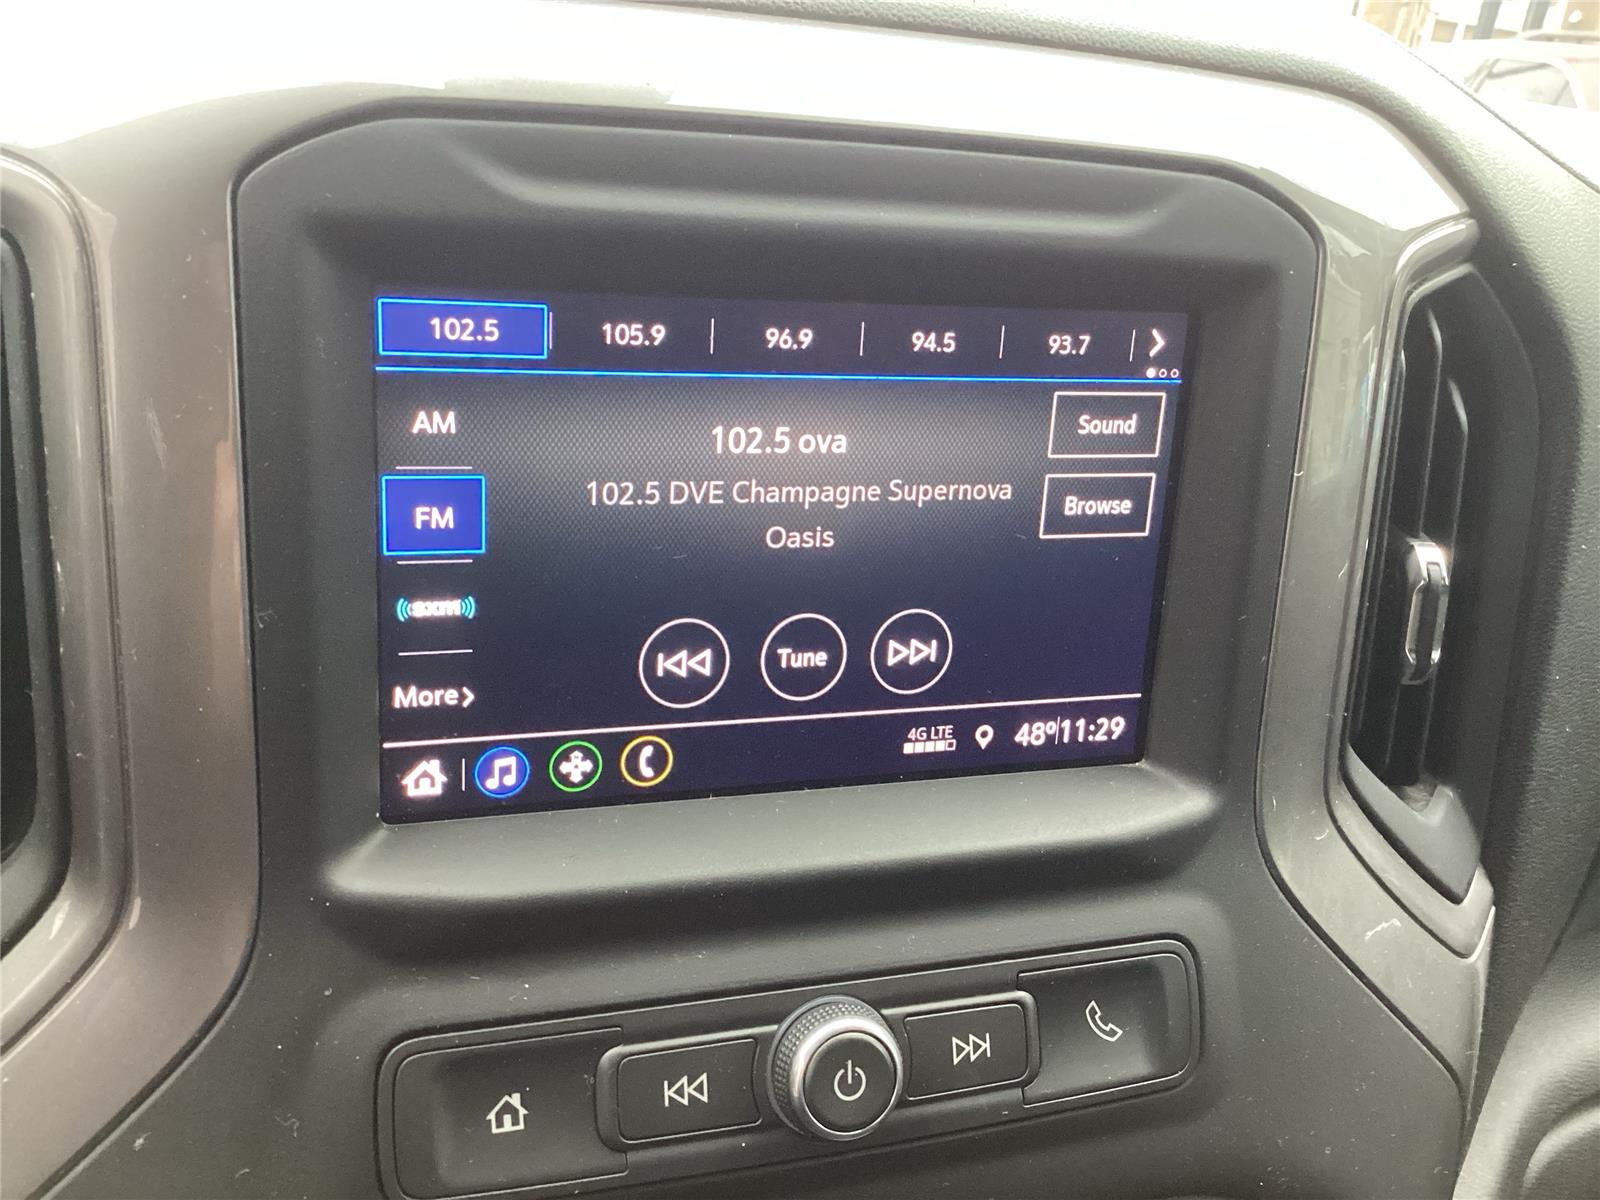 102.5 105.9 96.9 94.5 93.7
AM
Sound
102.5 ova
102.5 DVE Champagne Supernova
Browse
FM
Oasis
sxm
Tune
More
4G LTE
48° 11:29